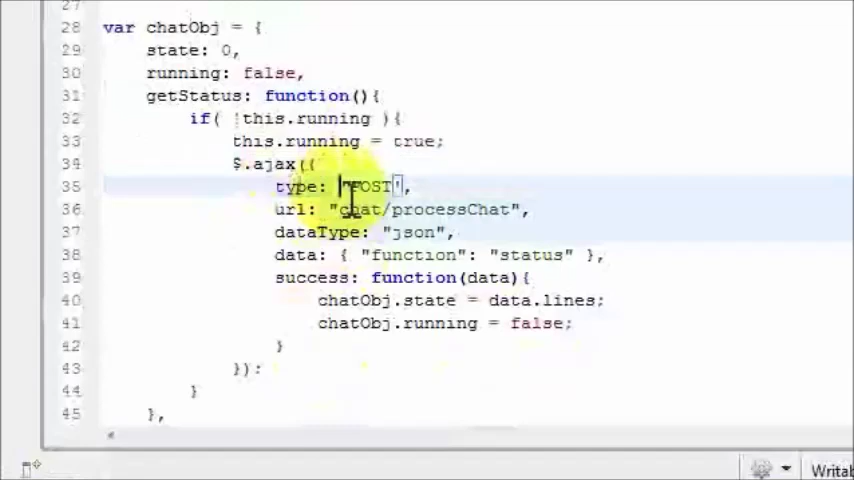 27
28 var chatObj = {
29 state: 0,
30 running: false,
31 getStatus: function(){
32 if( !this.running ){
33 this.running = true;
34 $.ajax({
35 type: "POST",
36 url: "chat/processChat",
37 dataType: "json",
38 data: { "function": "status" },
39 success: function(data){
40 chatObj.state = data.lines;
41 chatObj.running = false;
42 }
43 });
44 }
45 },
Writab